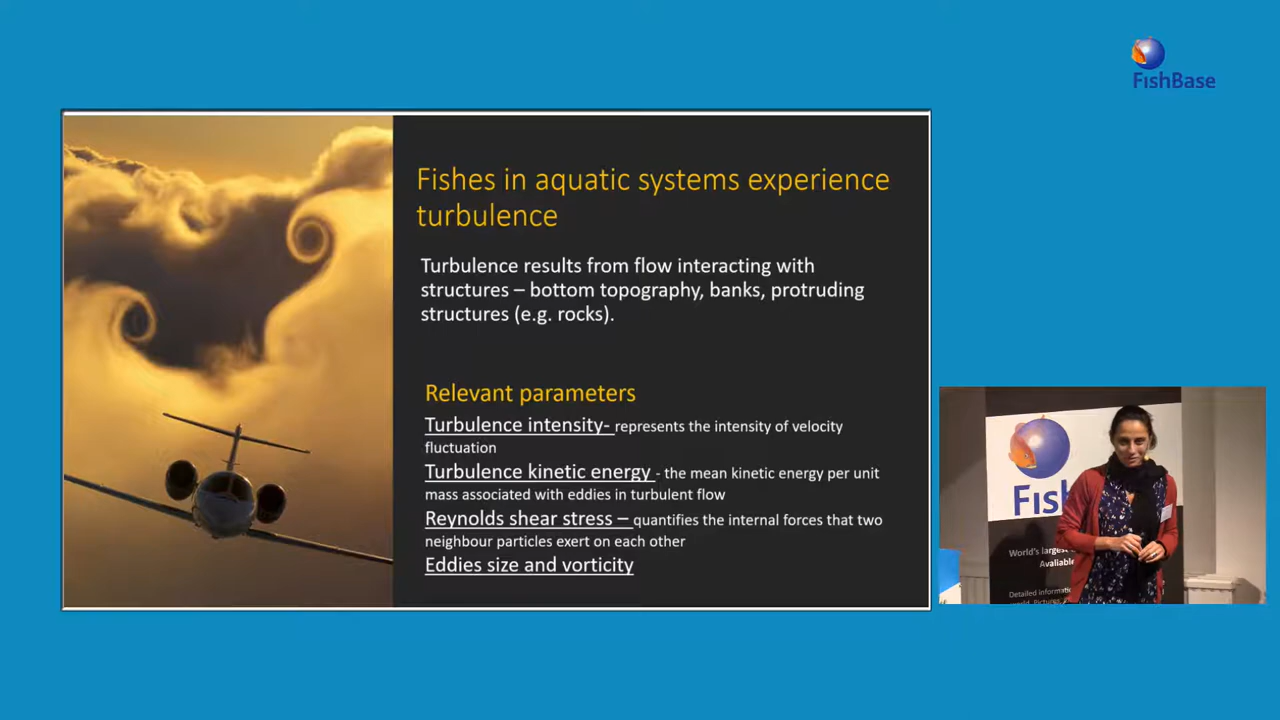 FishBase
Fishes in aquatic systems experience
turbulence
Turbulence results from flow interacting with
structures – bottom topography, banks, protruding
structures (e.g. rocks).
Relevant parameters
Turbulence intensity- represents the intensity of velocity
fluctuation
Turbulence kinetic energy - the mean kinetic energy per unit
mass associated with eddies in turbulent flow
Reynolds shear stress – quantifies the internal forces that two
neighbour particles exert on each other
Eddies size and vorticity
Fish
World's largest
Avaliable
Detailed informatio